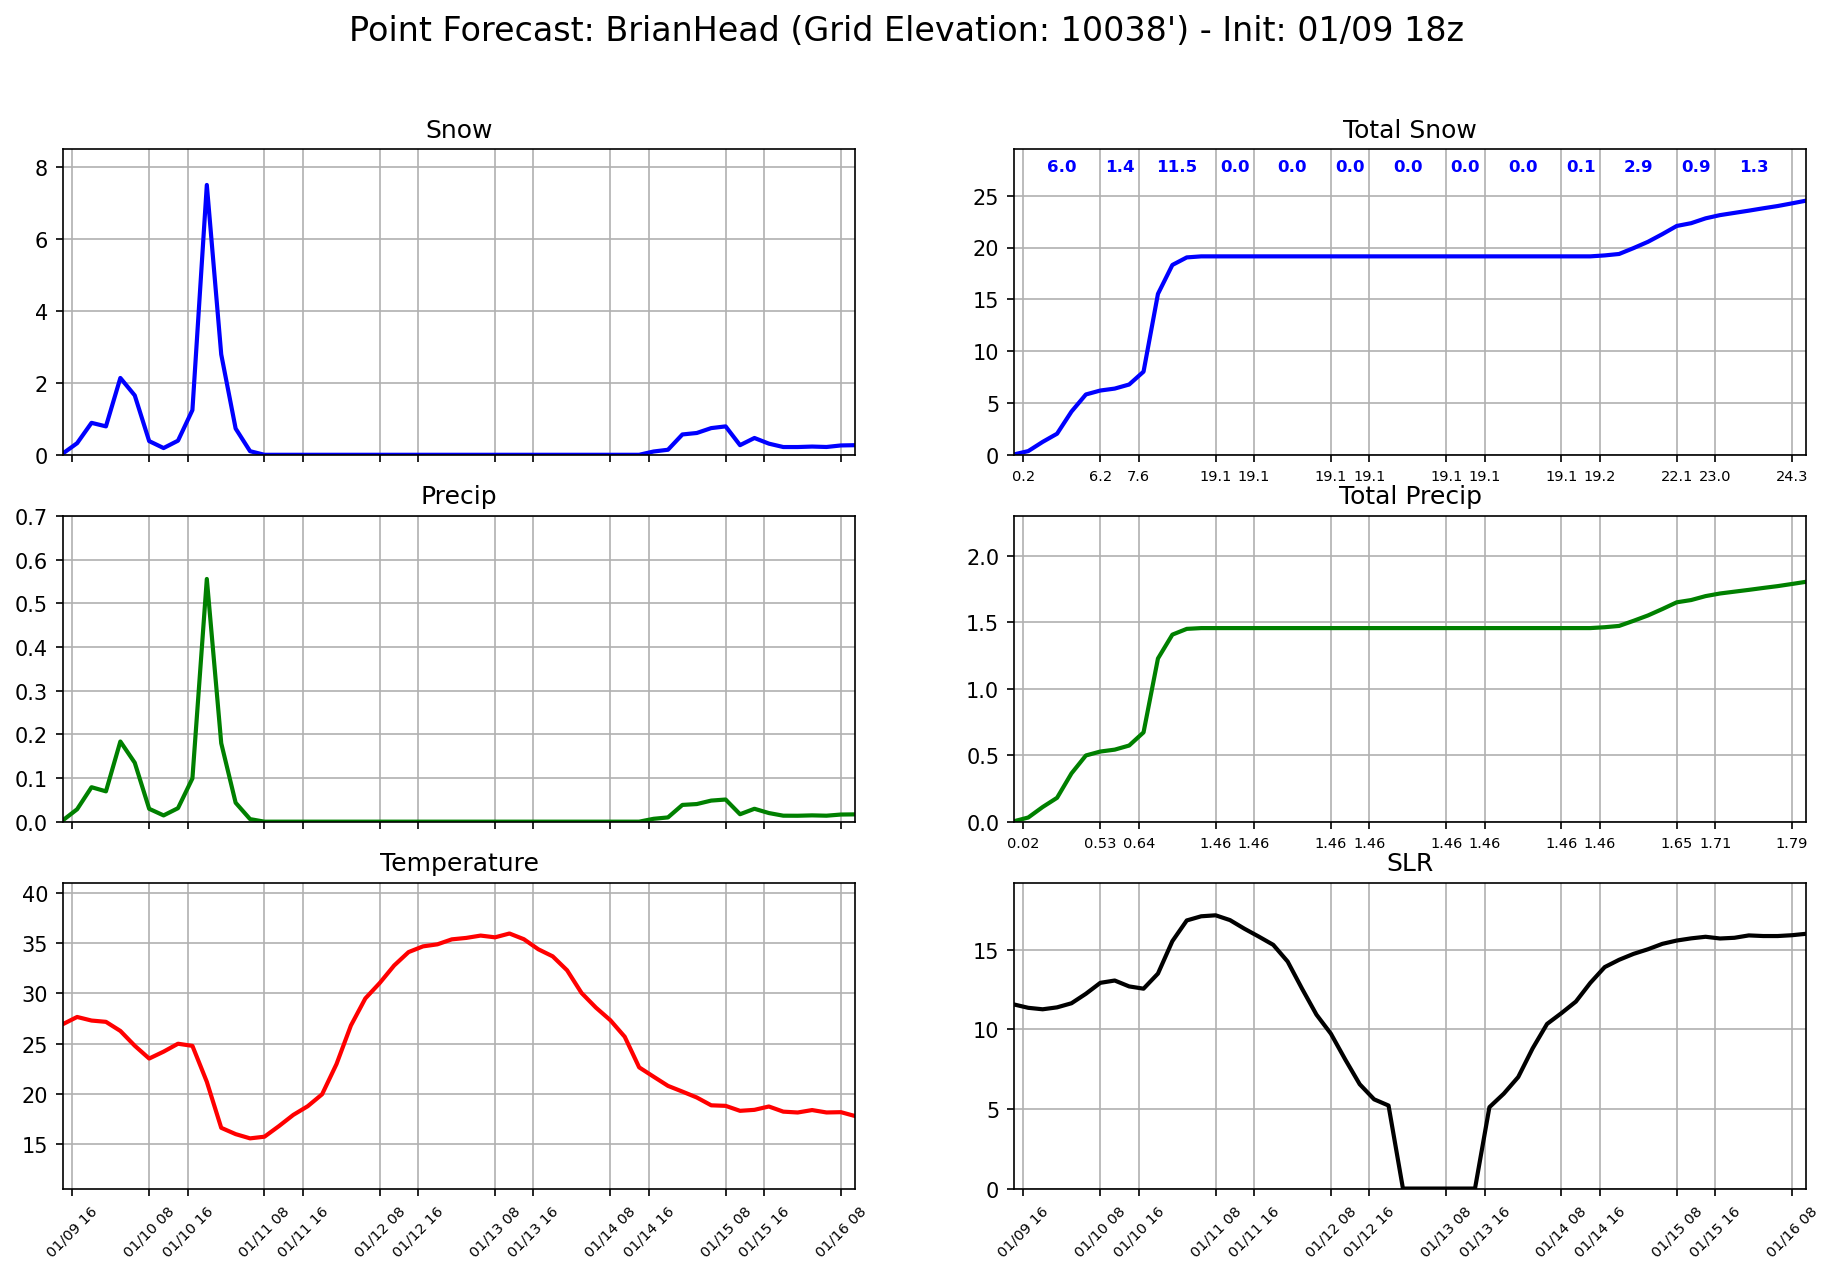 Point Forecast: BrianHead (Grid Elevation: 10038') - Init: 01/09 18z
Snow
8
6
4
2
0
Total Snow
6.0 1.4 11.5 0.0 0.0 0.0 0.0 0.0 0.0 0.1 2.9 0.9 1.3
25
20
15
10
5
0
0.2 6.2 7.6 19.1 19.1 19.1 19.1 19.1 19.1 19.1 19.2 22.1 23.0 24.3
Precip
0.7
0.6
0.5
0.4
0.3
0.2
0.1
0.0
Total Precip
2.0
1.5
1.0
0.5
0.0
0.02 0.53 0.64 1.46 1.46 1.46 1.46 1.46 1.46 1.46 1.46 1.65 1.71 1.79
Temperature
40
35
30
25
20
15
01/09 16 01/10 08 01/10 16 01/11 08 01/11 16 01/12 08 01/12 16 01/13 08 01/13 16 01/14 08 01/14 16 01/15 08 01/15 16 01/16 08
SLR
15
10
5
0
01/09 16 01/10 08 01/10 16 01/11 08 01/11 16 01/12 08 01/12 16 01/13 08 01/13 16 01/14 08 01/14 16 01/15 08 01/15 16 01/16 08